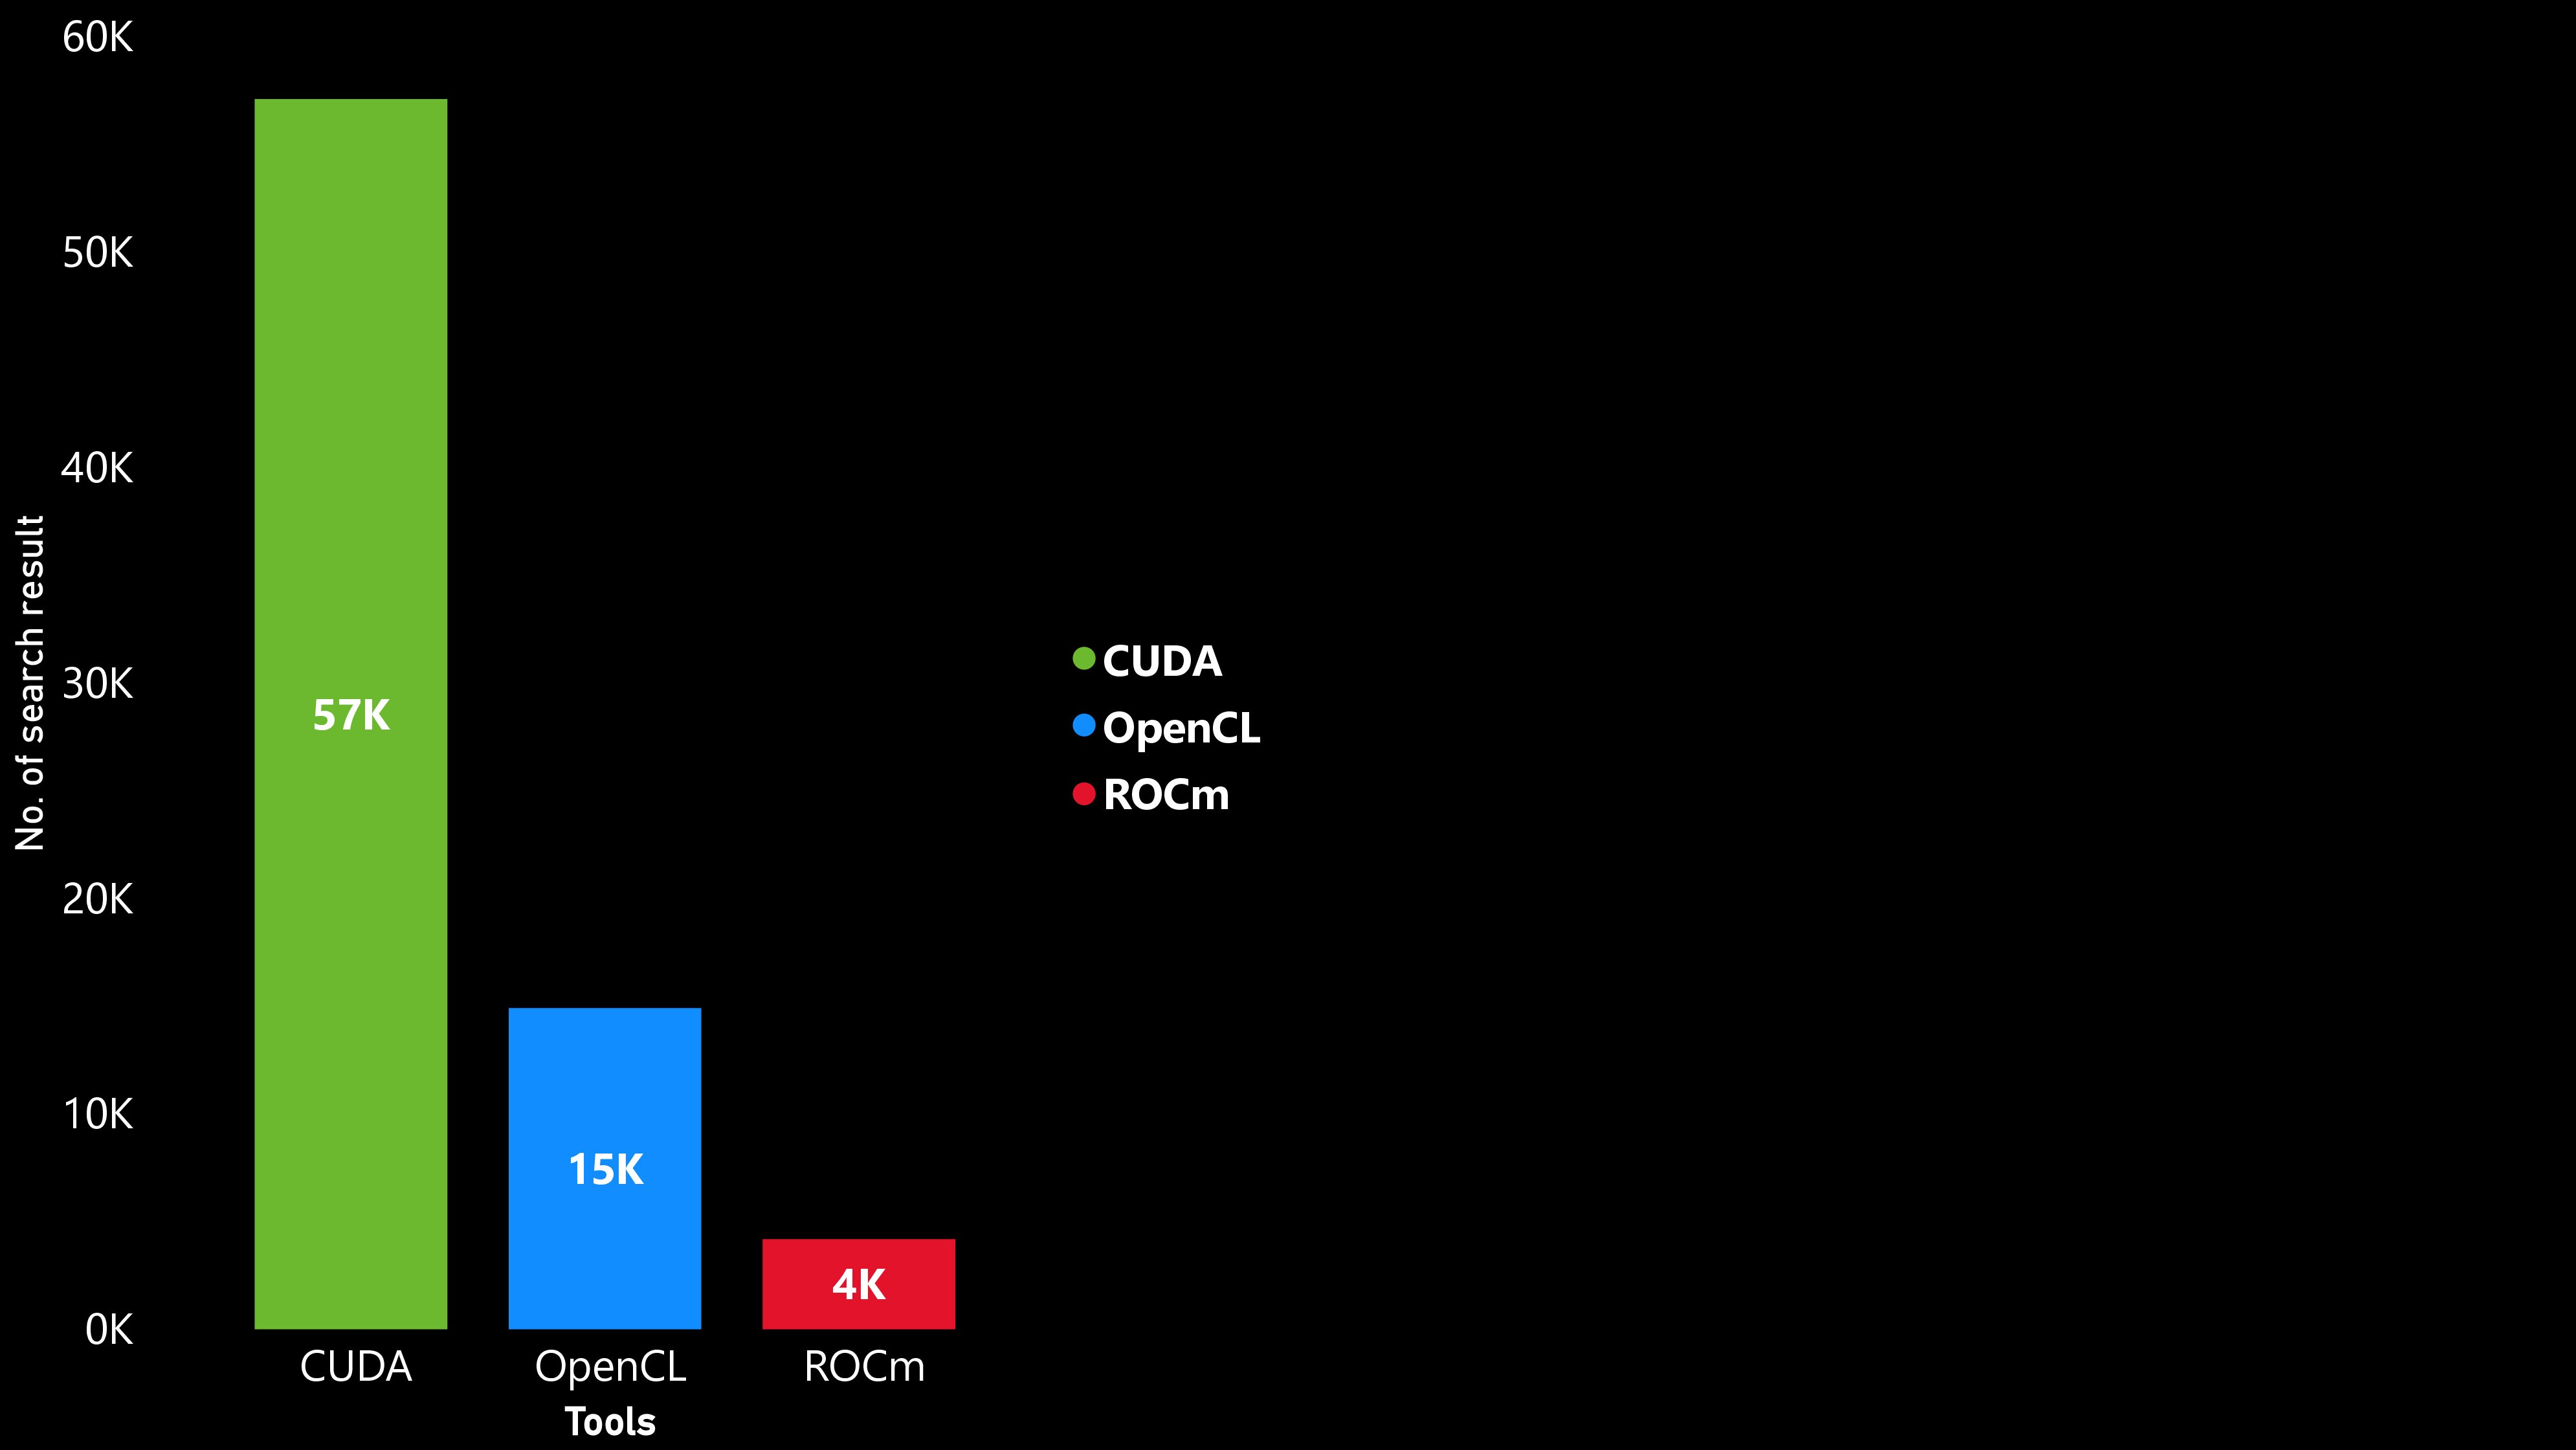 60K
50K
40K
30K
20K
10K
0K
No. of search result
57K
15K
4K
CUDA
OpenCL
ROCm
Tools
CUDA
OpenCL
ROCm